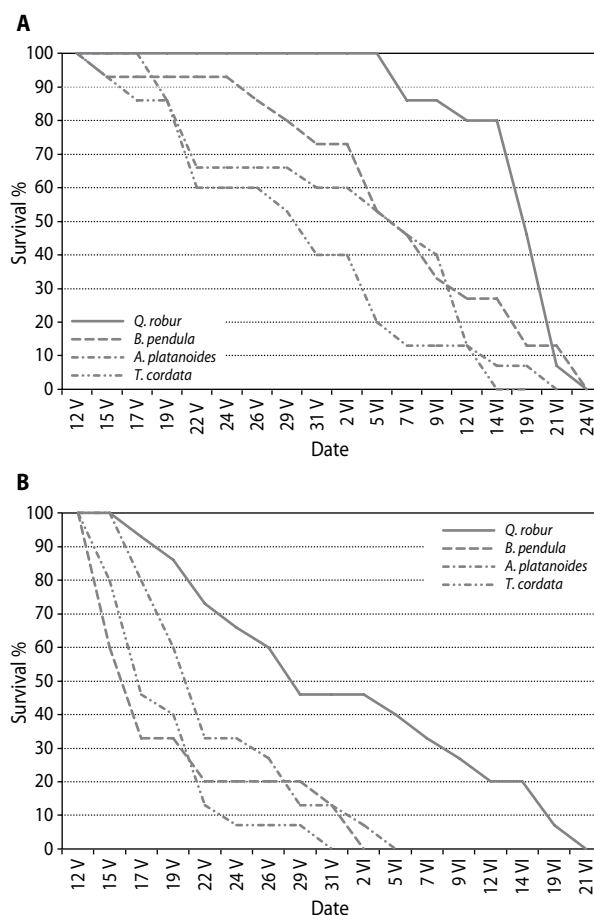 A
Survival %
100
90
80
70
60
50
40
30
20
10
0
Q. robur
B. pendula
A. platanoides
T. cordata
12 V 15 V 17 V 19 V 22 V 24 V 26 V 29 V 31 V 2 VI 5 VI 7 VI 9 VI 12 VI 14 VI 19 VI 21 VI 24 VI
Date
B
Survival %
100
90
80
70
60
50
40
30
20
10
0
Q. robur
B. pendula
A. platanoides
T. cordata
12 V 15 V 17 V 19 V 22 V 24 V 26 V 29 V 31 V 2 VI 5 VI 7 VI 9 VI 12 VI 14 VI 19 VI 21 VI
Date